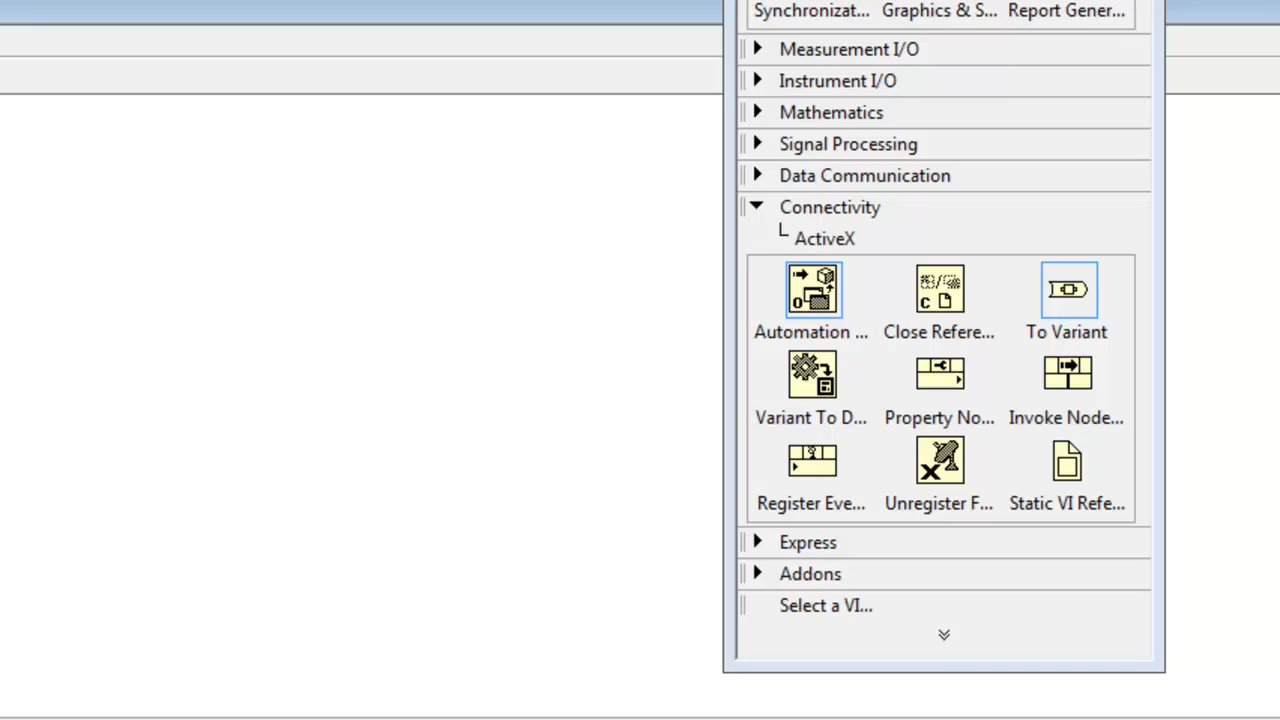 Synchronizat... Graphics & S... Report Gener...
Measurement I/O
Instrument I/O
Mathematics
Signal Processing
Data Communication
Connectivity
ActiveX
Automation ... Close Refere... To Variant
Variant To D... Property No... Invoke Node...
Register Eve... Unregister F... Static VI Refe...
Express
Addons
Select a VI...